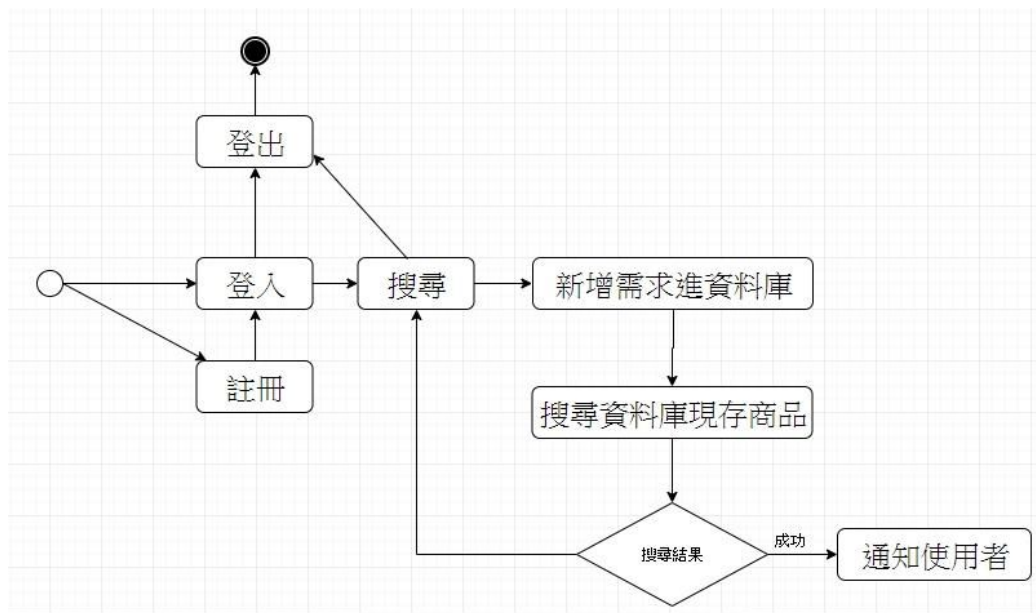 登出
登入
搜尋
新增需求進資料庫
註冊
搜尋資料庫現存商品
搜尋結果
成功
通知使用者